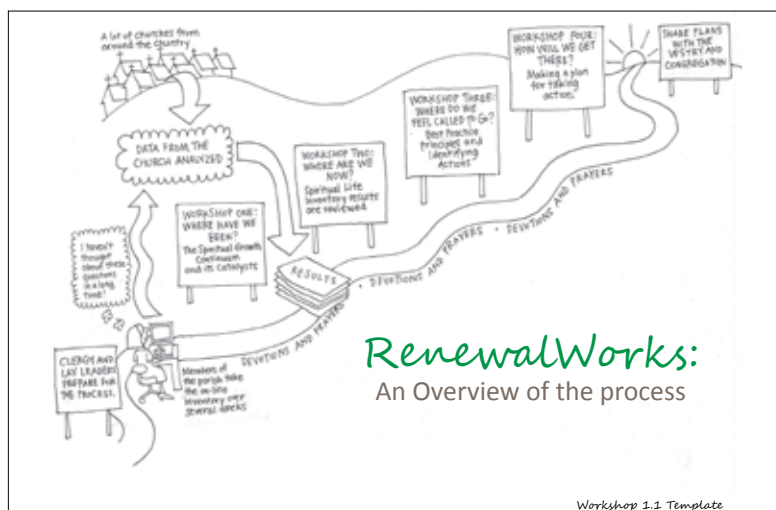 A lot of churches from
around the country
DATA FROM THE
CHURCH ANALYZED
I haven't
thought
about these
questions
in a long
time!
CLERGY AND
LAY LEADERS
PREPARE FOR
THE PROCESS.
Members of
the parish take
the on-line
inventory over
several weeks
WORKSHOP ONE:
WHERE HAVE WE
BEEN?
The Spiritual Growth
Continuum
and its Catalysts
RESULTS
WORKSHOP TWO:
WHERE ARE WE
NOW?
Spiritual Life
Inventory results
are reviewed
WORKSHOP THREE:
WHERE DO WE
FEEL CALLED TO GO?
Best Practice
Principles and
Identifying
Actions
WORKSHOP FOUR:
HOW WILL WE GET
THERE?
Making a plan
for taking
action.
SHARE PLANS
WITH THE
VESTRY AND
CONGREGATION
DEVOTIONS AND PRAYERS • DEVOTIONS AND PRAYERS • DEVOTIONS AND PRAYERS
RenewalWorks:
An Overview of the process
Workshop 1.1 Template